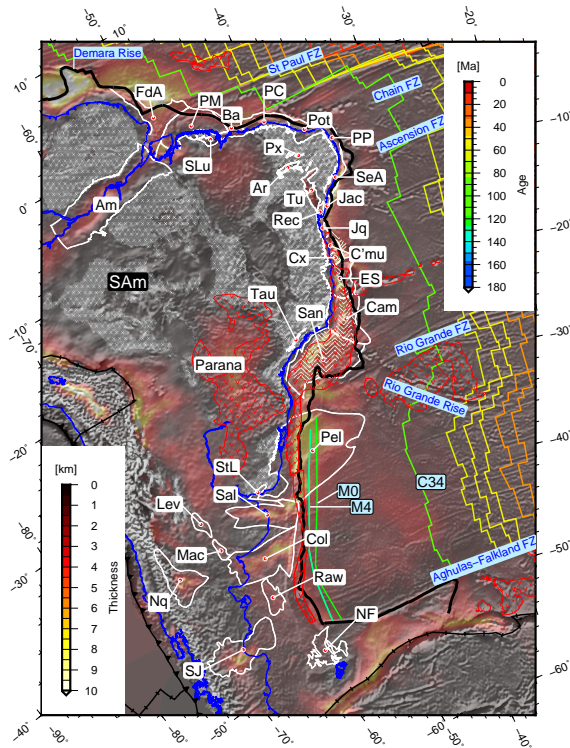 −50° −40° −30° −20°
Demara Rise
St Paul FZ
10°
10°
FdA
PM
PC
Ba
Pot
Chain FZ
Ascension FZ
−60°
SLu
Px
PP
Ar
Tu
SeA
Jac
Am
Rec
Jq
0°
0°
Cx
C'mu
SAm
Tau
ES
San
Cam
Rio Grande FZ
−10°
−70°
Parana
Rio Grande Rise
−10°
−20°
−30°
−40°
−50°
−60°
Pel
StL
Sal
M0
M4
C34
Lev
Mac
Col
Aghulas−Falkland FZ
Nq
Raw
NF
SJ
−20°
−80°
−30°
−40°
−90°
−80°
−70°
−50°
−60°
−60°
−50°
−40°
[Ma]
0
20
40
60
80
100
120
140
160
180
Age
[km]
0
1
2
3
4
5
6
7
8
9
10
Thickness